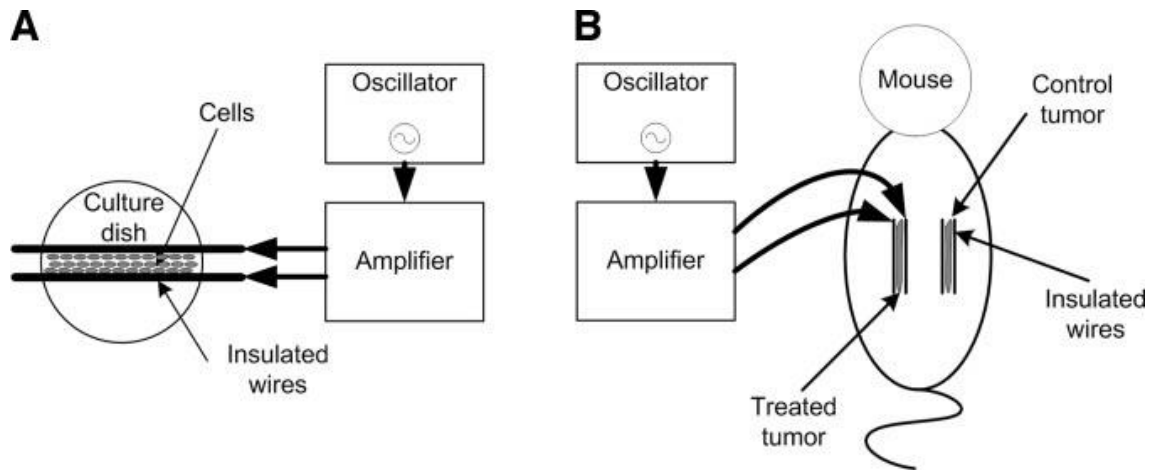 A
Oscillator
Cells
Culture
dish
Amplifier
Insulated
wires
B
Oscillator
Mouse
Control
tumor
Amplifier
Insulated
wires
Treated
tumor